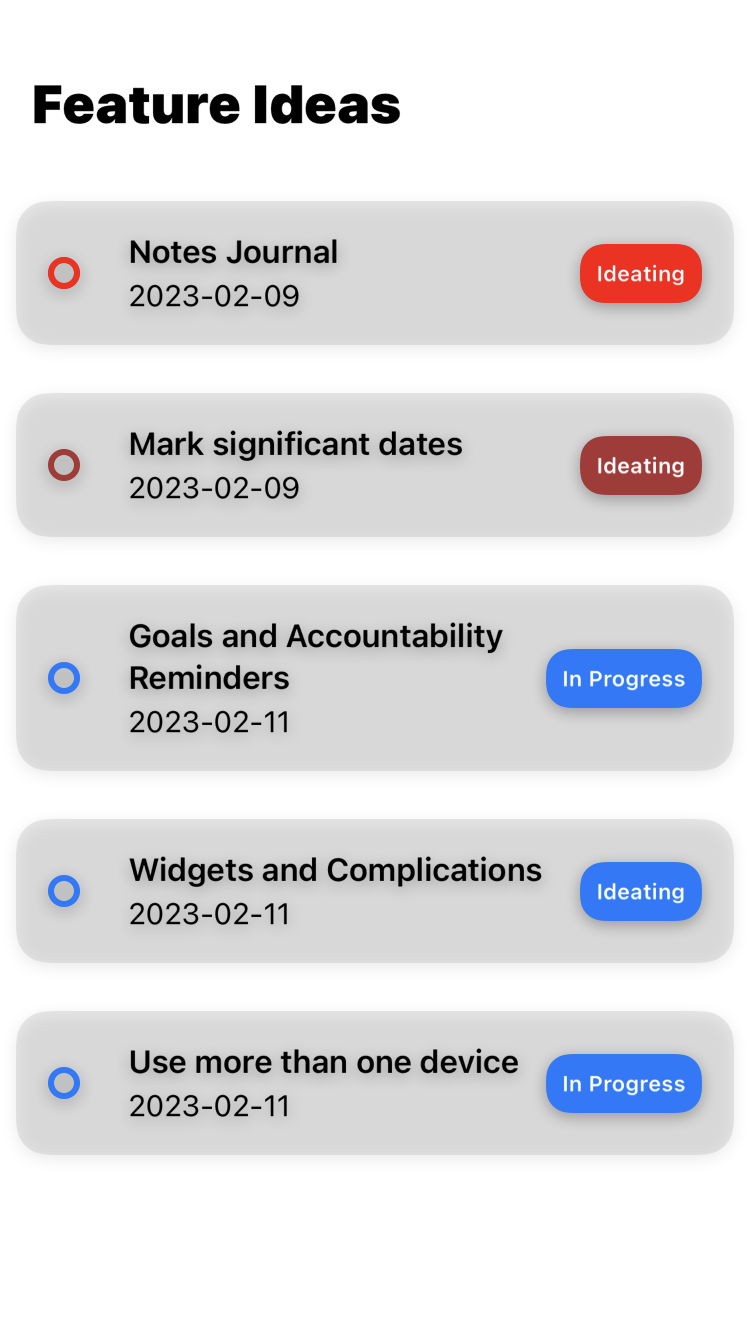 Feature Ideas
Notes Journal
2023-02-09
Ideating
Mark significant dates
2023-02-09
Ideating
Goals and Accountability
Reminders
2023-02-11
In Progress
Widgets and Complications
2023-02-11
Ideating
Use more than one device
2023-02-11
In Progress